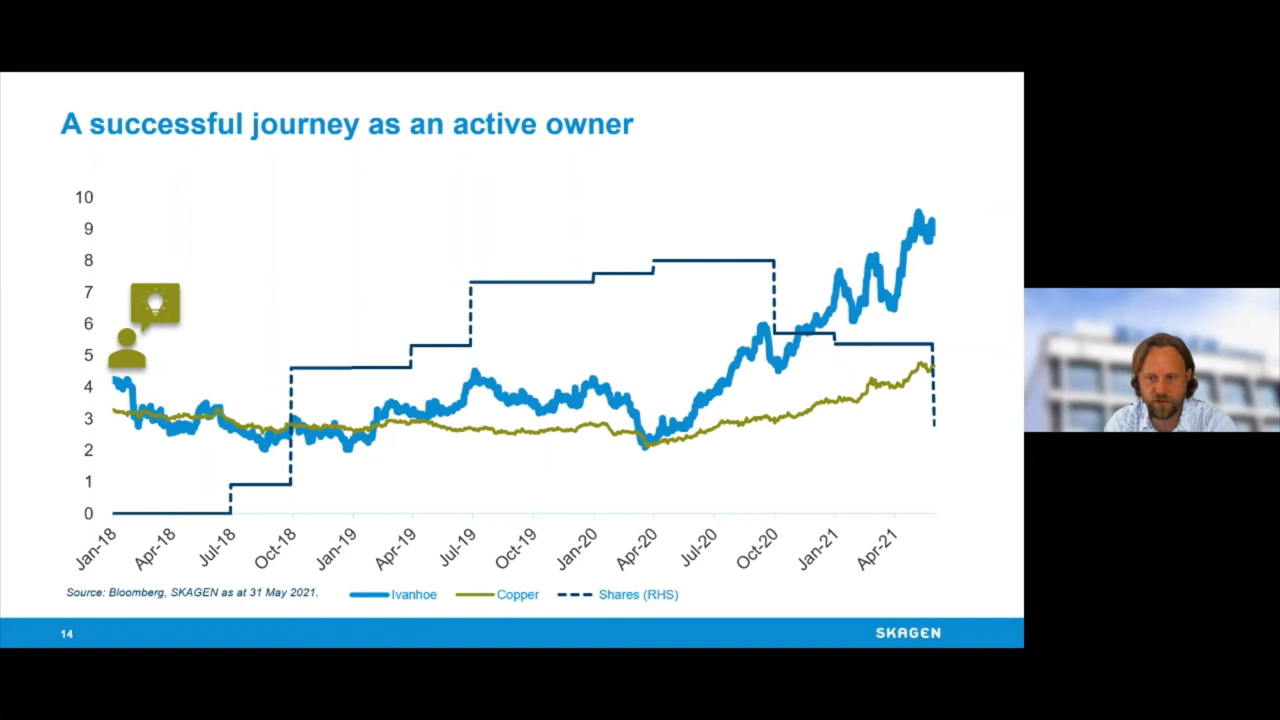 A successful journey as an active owner
10
9
8
7
6
5
4
3
2
1
0
Jan-18 Apr-18 Jul-18 Oct-18 Jan-19 Apr-19 Jul-19 Oct-19 Jan-20 Apr-20 Jul-20 Oct-20 Jan-21 Apr-21
Source: Bloomberg, SKAGEN as at 31 May 2021.
Ivanhoe Copper Shares (RHS)
14 SKAGEN